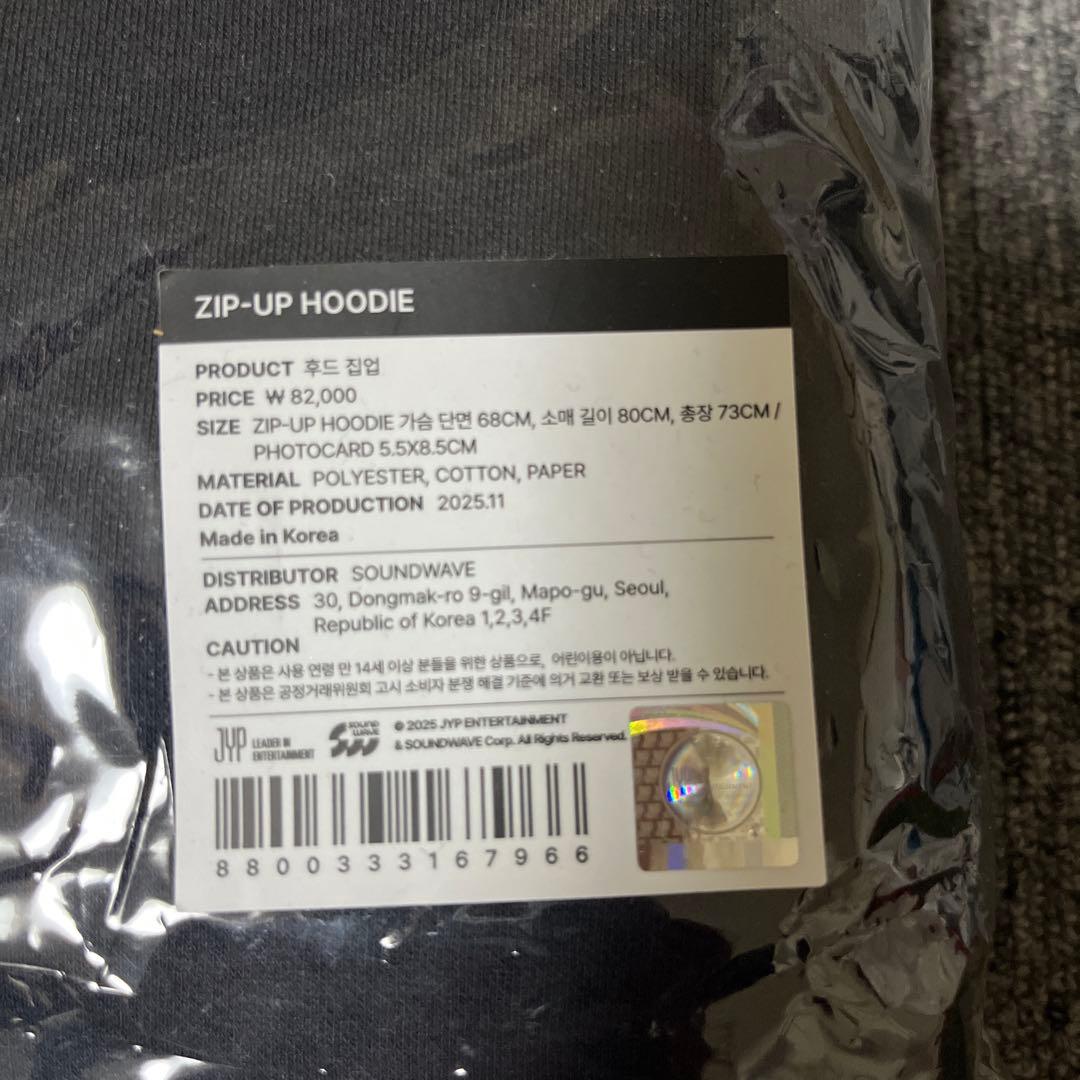 ZIP-UP HOODIE
PRODUCT 후드 집업
PRICE ₩ 82,000
SIZE ZIP-UP HOODIE 가슴 단면 68CM, 소매 길이 80CM, 총장 73CM /
PHOTOCARD 5.5X8.5CM
MATERIAL POLYESTER, COTTON, PAPER
DATE OF PRODUCTION 2025.11
Made in Korea
DISTRIBUTOR SOUNDWAVE
ADDRESS 30, Dongmak-ro 9-gil, Mapo-gu, Seoul,
Republic of Korea 1,2,3,4F
CAUTION
- 본 상품은 사용 연령 만 14세 이상 분들을 위한 상품으로, 어린이용이 아닙니다.
- 본 상품은 공정거래위원회 고시 소비자 분쟁 해결 기준에 의거 교환 또는 보상 받을 수 있습니다.
JYP LEADER IN
ENTERTAINMENT
SOUND
WAVE
© 2025 JYP ENTERTAINMENT
& SOUNDWAVE Corp. All Rights Reserved.
8800333167966